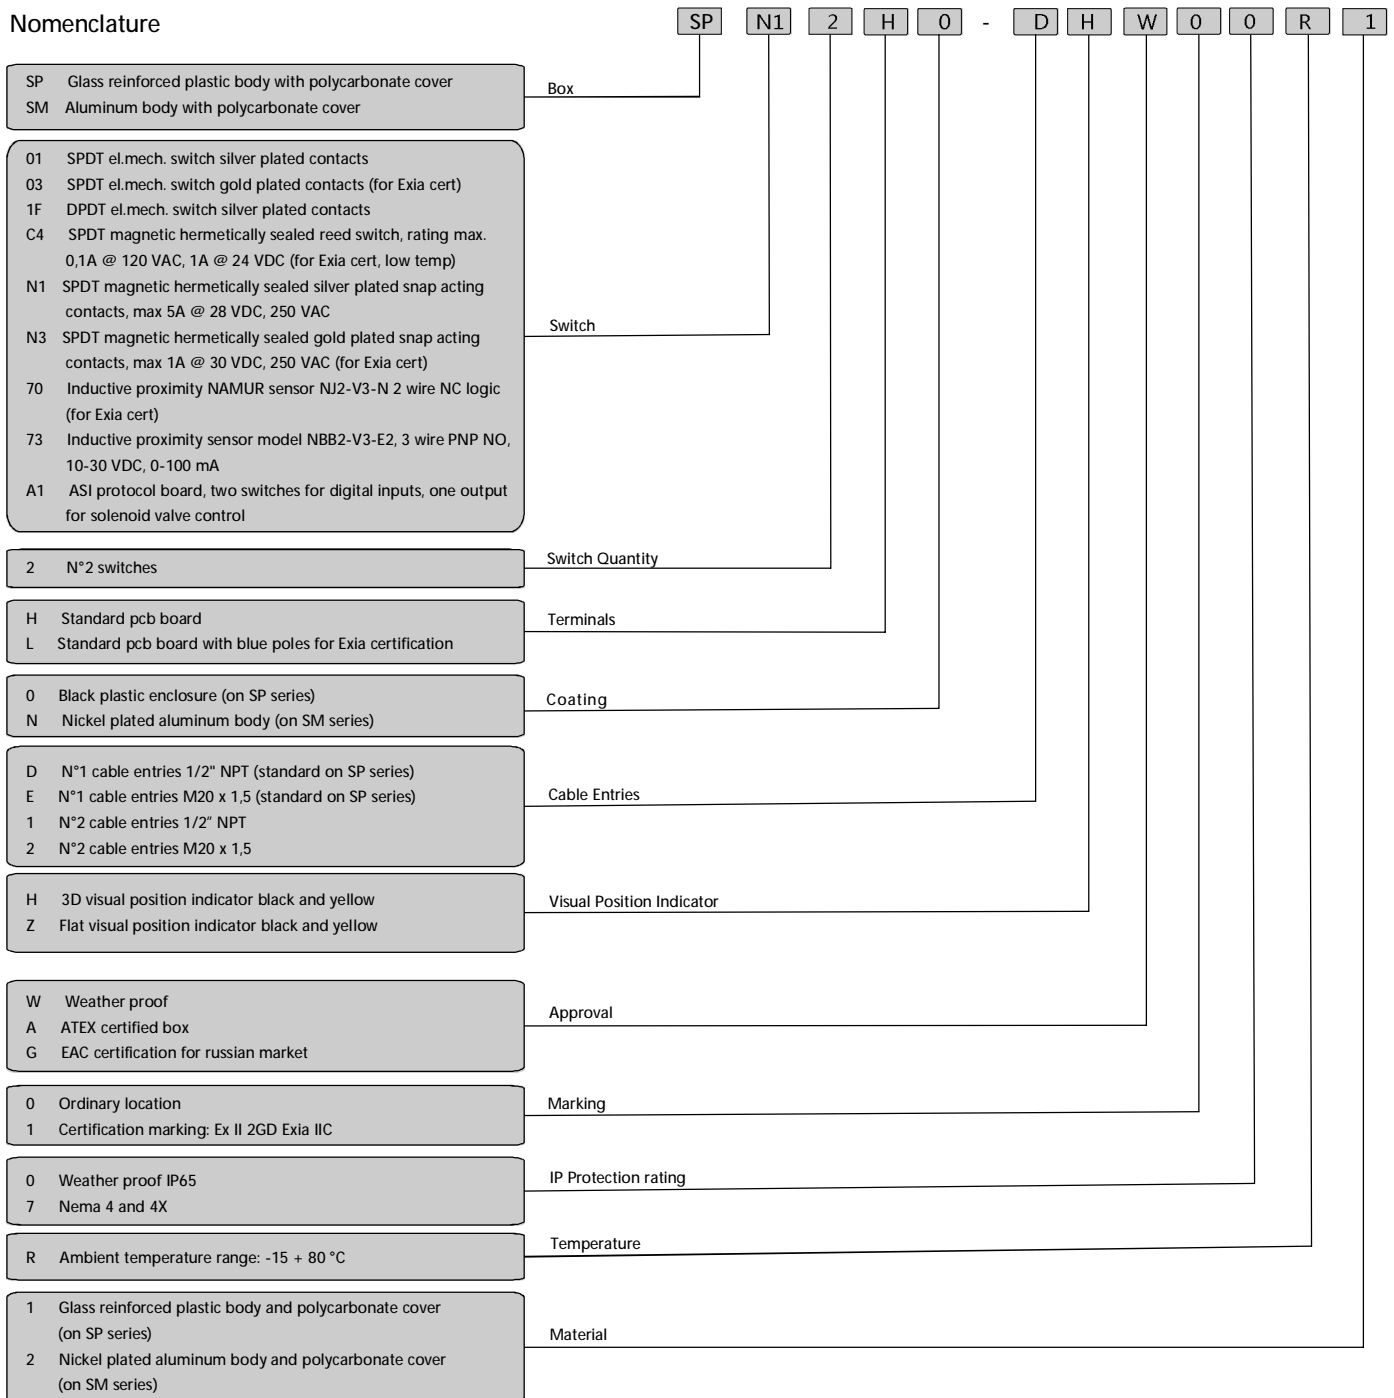 Nomenclature
SP N1 2 H 0 - D H W 0 0 R 1
SP Glass reinforced plastic body with polycarbonate cover
SM Aluminum body with polycarbonate cover
Box
01 SPDT el.mech. switch silver plated contacts
03 SPDT el.mech. switch gold plated contacts (for Exia cert)
1F DPDT el.mech. switch silver plated contacts
C4 SPDT magnetic hermetically sealed reed switch, rating max.
0,1A @ 120 VAC, 1A @ 24 VDC (for Exia cert, low temp)
N1 SPDT magnetic hermetically sealed silver plated snap acting
contacts, max 5A @ 28 VDC, 250 VAC
N3 SPDT magnetic hermetically sealed gold plated snap acting
contacts, max 1A @ 30 VDC, 250 VAC (for Exia cert)
70 Inductive proximity NAMUR sensor NJ2-V3-N 2 wire NC logic
(for Exia cert)
73 Inductive proximity sensor model NBB2-V3-E2, 3 wire PNP NO,
10-30 VDC, 0-100 mA
A1 ASI protocol board, two switches for digital inputs, one output
for solenoid valve control
Switch
2 N°2 switches
Switch Quantity
H Standard pcb board
L Standard pcb board with blue poles for Exia certification
Terminals
0 Black plastic enclosure (on SP series)
N Nickel plated aluminum body (on SM series)
Coating
D N°1 cable entries 1/2" NPT (standard on SP series)
E N°1 cable entries M20 x 1,5 (standard on SP series)
1 N°2 cable entries 1/2" NPT
2 N°2 cable entries M20 x 1,5
Cable Entries
H 3D visual position indicator black and yellow
Z Flat visual position indicator black and yellow
Visual Position Indicator
W Weather proof
A ATEX certified box
G EAC certification for russian market
Approval
0 Ordinary location
1 Certification marking: Ex II 2GD Exia IIC
Marking
0 Weather proof IP65
7 Nema 4 and 4X
IP Protection rating
R Ambient temperature range: -15 + 80 °C
Temperature
1 Glass reinforced plastic body and polycarbonate cover
(on SP series)
2 Nickel plated aluminum body and polycarbonate cover
(on SM series)
Material